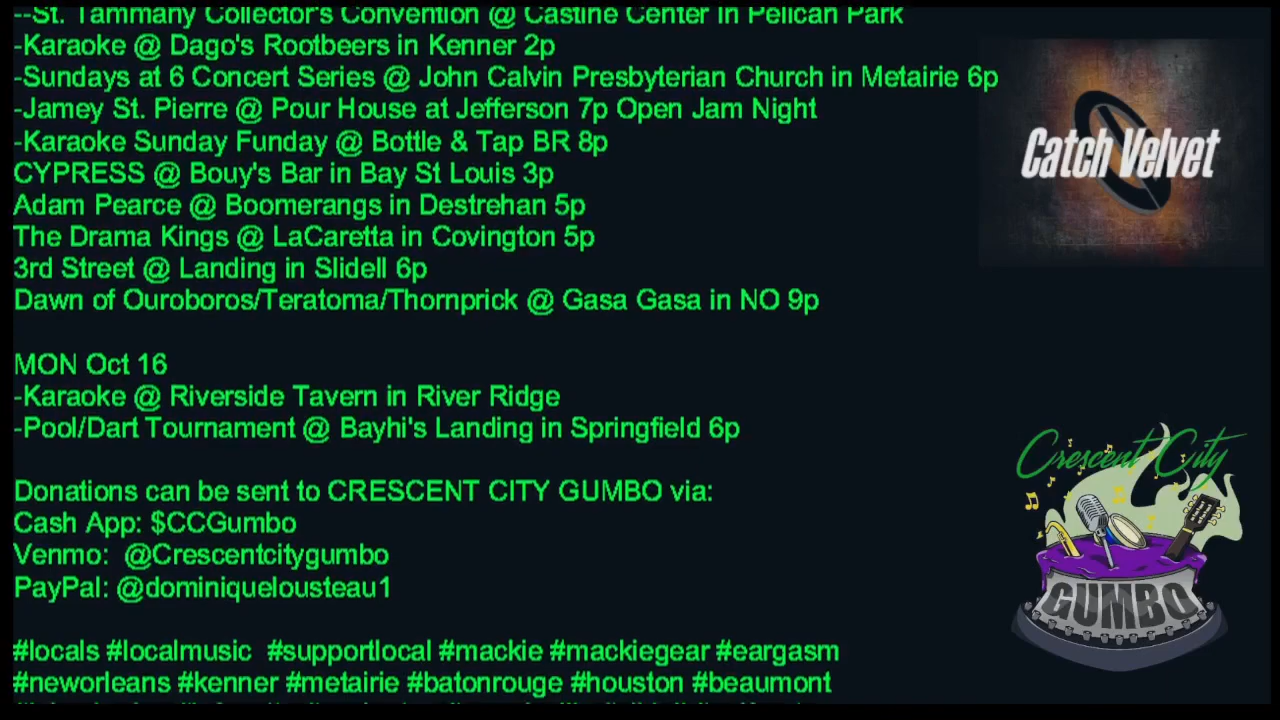 --St. Tammany Collector's Convention @ Castine Center in Pelican Park
-Karaoke @ Dago's Rootbeers in Kenner 2p
-Sundays at 6 Concert Series @ John Calvin Presbyterian Church in Metairie 6p
-Jamey St. Pierre @ Pour House at Jefferson 7p Open Jam Night
-Karaoke Sunday Funday @ Bottle & Tap BR 8p
CYPRESS @ Bouy's Bar in Bay St Louis 3p
Adam Pearce @ Boomerangs in Destrehan 5p
The Drama Kings @ LaCaretta in Covington 5p
3rd Street @ Landing in Slidell 6p
Dawn of Ouroboros/Teratoma/Thornprick @ Gasa Gasa in NO 9p
MON Oct 16
-Karaoke @ Riverside Tavern in River Ridge
-Pool/Dart Tournament @ Bayhi's Landing in Springfield 6p
Donations can be sent to CRESCENT CITY GUMBO via:
Cash App: $CCGumbo
Venmo: @Crescentcitygumbo
PayPal: @dominiquelousteau1
#locals #localmusic #supportlocal #mackie #mackiegear #eargasm
#neworleans #kenner #metairie #batonrouge #houston #beaumont
Catch Velvet
Crescent City
GUMBO